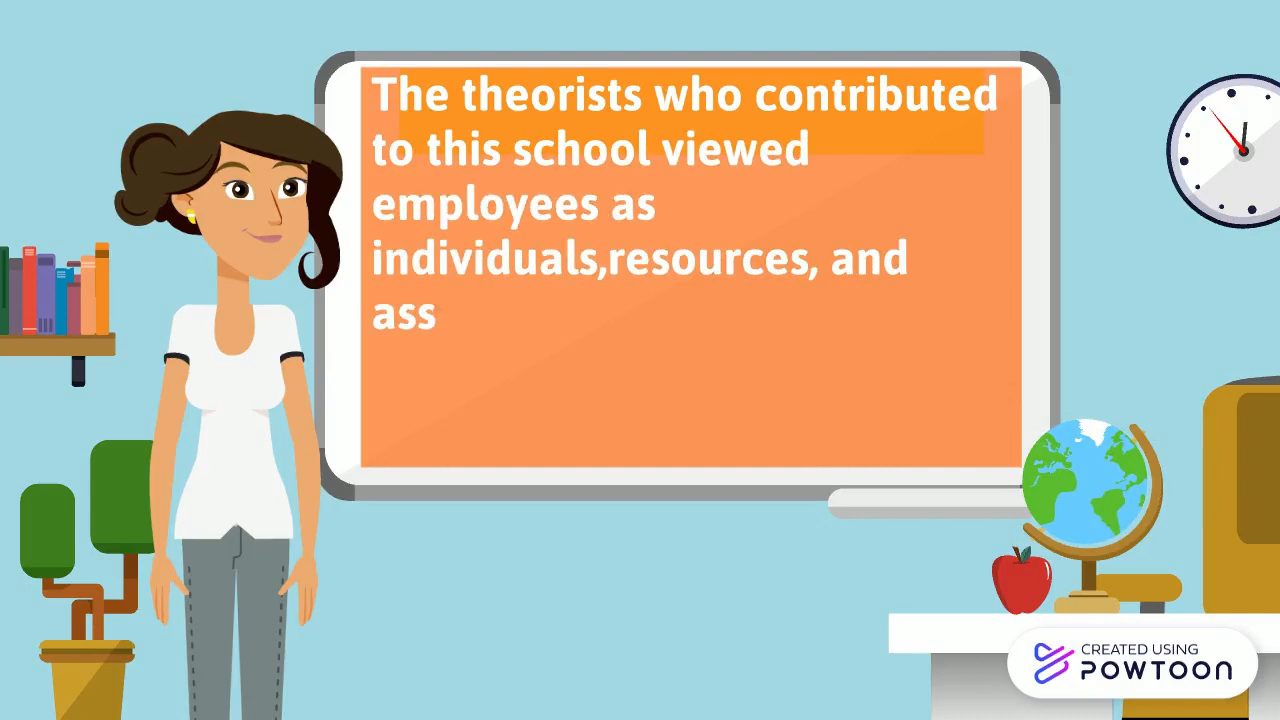 The theorists who contributed
to this school viewed
employees as
individuals,resources, and
ass
CREATED USING
POWTOON